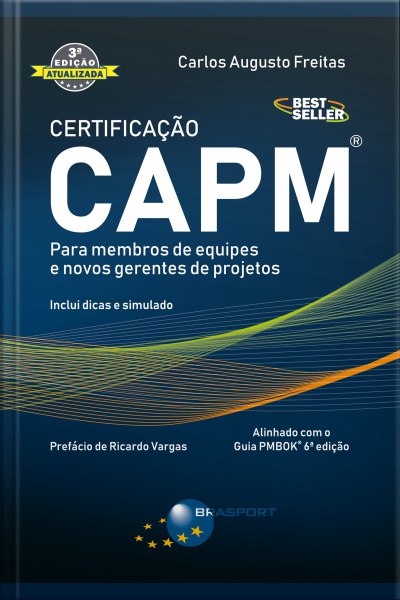 3ª
EDIÇÃO
ATUALIZADA
Carlos Augusto Freitas
BEST
SELLER
CERTIFICAÇÃO
CAPM®
Para membros de equipes
e novos gerentes de projetos
Inclui dicas e simulado
Prefácio de Ricardo Vargas
Alinhado com o
Guia PMBOK® 6ª edição
BRASPORT